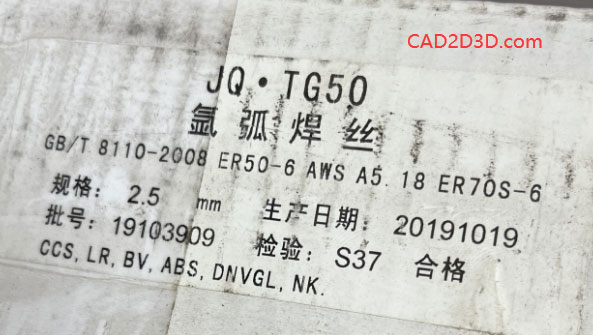 CAD2D3D.com
JQ·TG50
氩弧焊丝
GB/T 8110-2008 ER50-6 AWS A5.18 ER70S-6
规格: 2.5 mm 生产日期: 20191019
批号: 19103909 检验: S37 合格
CCS, LR, BV, ABS, DNVGL, NK.